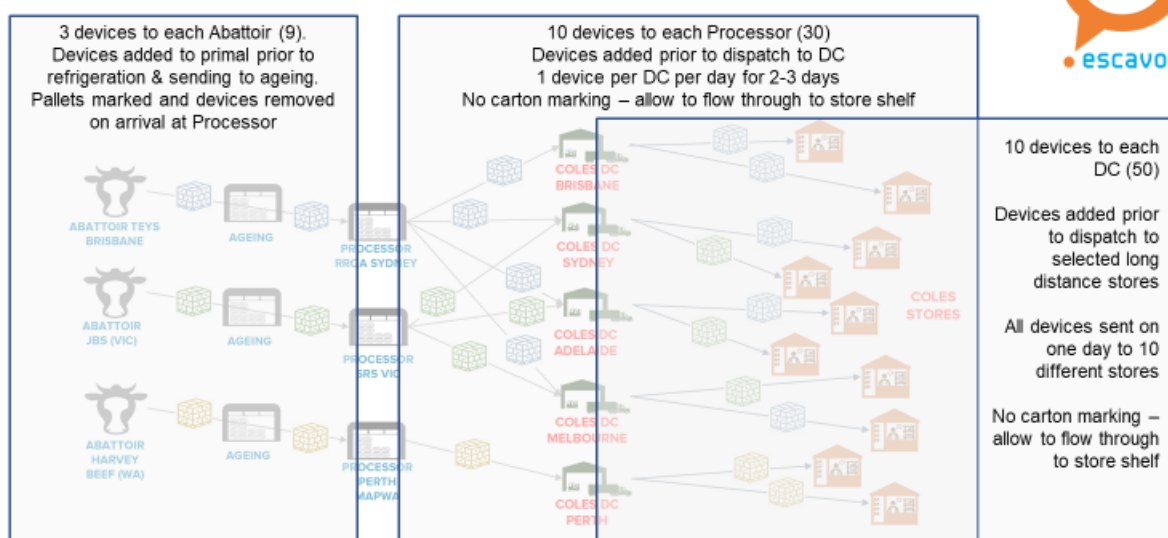 3 devices to each Abattoir (9).
Devices added to primal prior to
refrigeration & sending to ageing.
Pallets marked and devices removed
on arrival at Processor
10 devices to each Processor (30)
Devices added prior to dispatch to DC
1 device per DC per day for 2-3 days
No carton marking – allow to flow through to store shelf
escavo
10 devices to each
DC (50)
Devices added prior
to dispatch to
selected long
distance stores
All devices sent on
one day to 10
different stores
No carton marking –
allow to flow through
to store shelf
ABATTOIR TEYS
BRISBANE
AGEING
PROCESSOR
RROA SYDNEY
ABATTOIR
JBS (VIC)
AGEING
PROCESSOR
SRS VIC
ABATTOIR
HARVEY
BEEF (WA)
AGEING
PROCESSOR
PERTH
MAPWA
COLES DC
BRISBANE
COLES DC
SYDNEY
COLES DC
ADELAIDE
COLES DC
MELBOURNE
COLES DC
PERTH
COLES
STORES